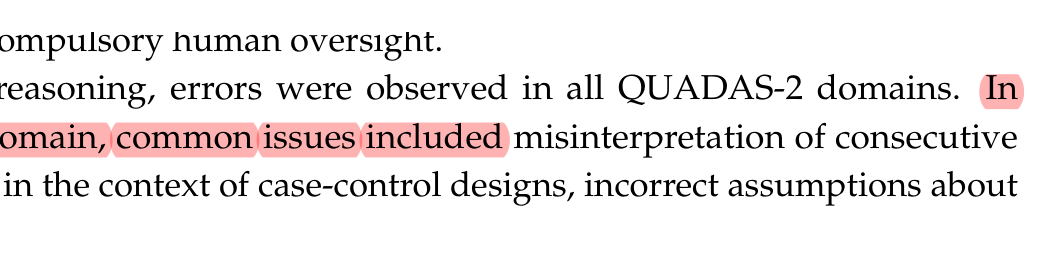 ompulsory human oversight.
reasoning, errors were observed in all QUADAS-2 domains. In
omain, common issues included misinterpretation of consecutive
in the context of case-control designs, incorrect assumptions about